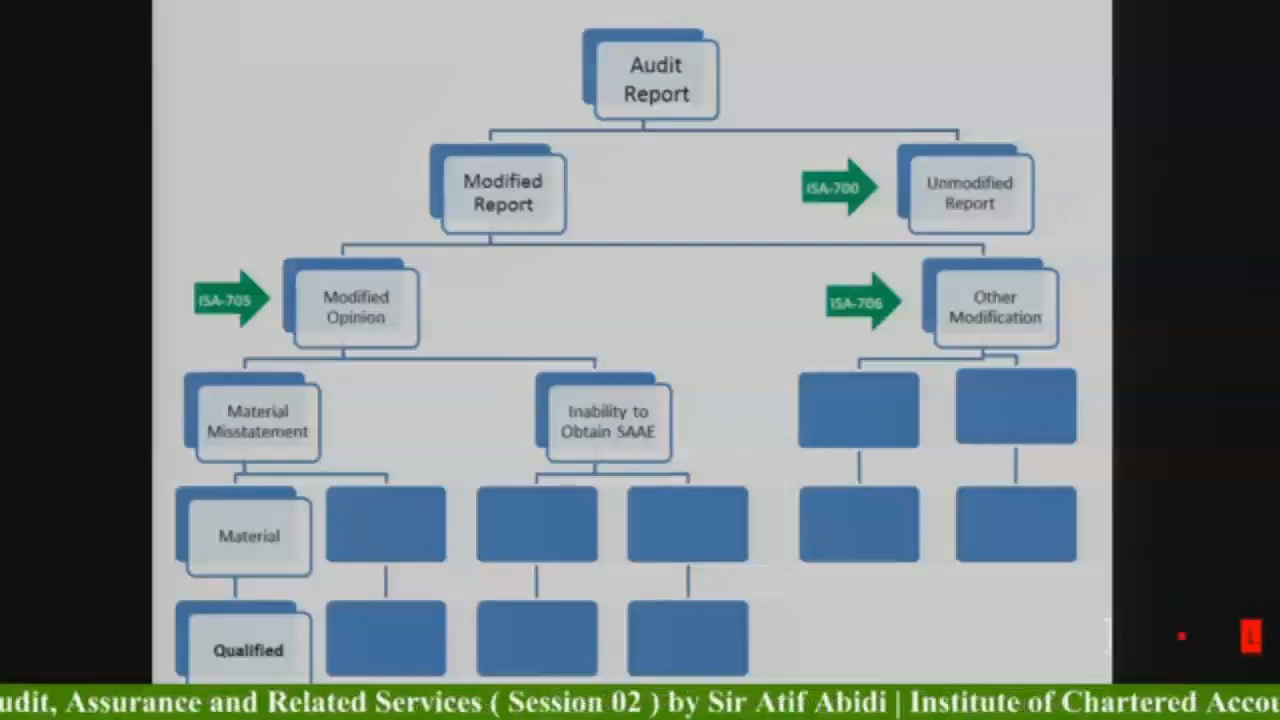 Audit
Report
Modified
Report
ISA-700
Unmodified
Report
ISA-705
Modified
Opinion
ISA-706
Other
Modification
Material
Misstatement
Inability to
Obtain SAAE
Material
Qualified
udit, Assurance and Related Services ( Session 02 ) by Sir Atif Abidi | Institute of Chartered Accou